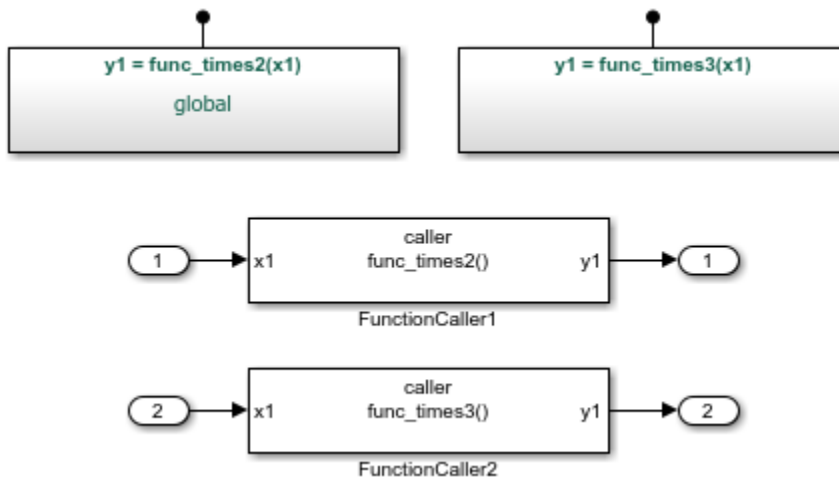 y1 = func_times2(x1)
global
y1 = func_times3(x1)
caller
1
x1
func_times2()
y1
1
FunctionCaller1
caller
2
x1
func_times3()
y1
2
FunctionCaller2